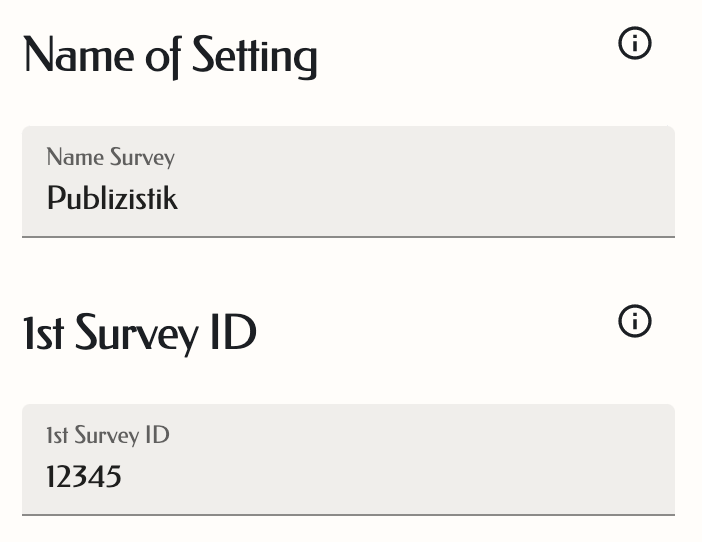 Name of Setting
Name Survey
Publizistik
1st Survey ID
1st Survey ID
12345